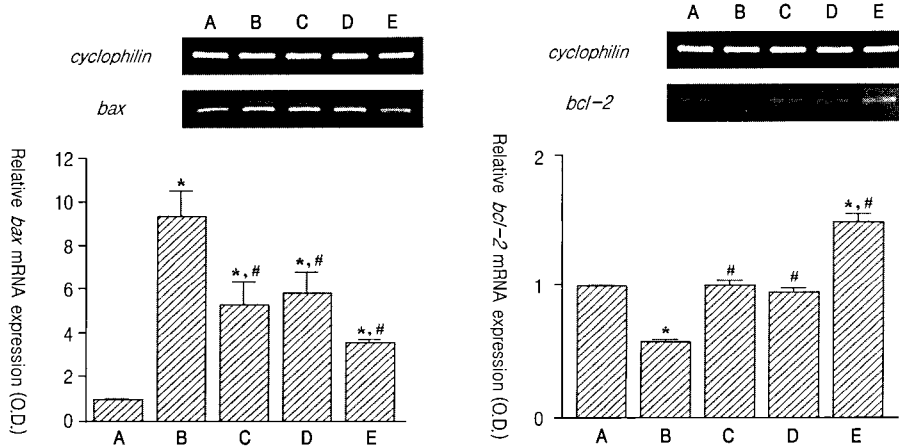 A B C D E
cyclophilin
bax
Relative bax mRNA expression (O.D.)
12
10
8
6
4
2
0
*
*, #
*, #
*, #
A B C D E
A B C D E
cyclophilin
bcl-2
Relative bcl-2 mRNA expression (O.D.)
2
1
0
*
#
#
*, #
A B C D E